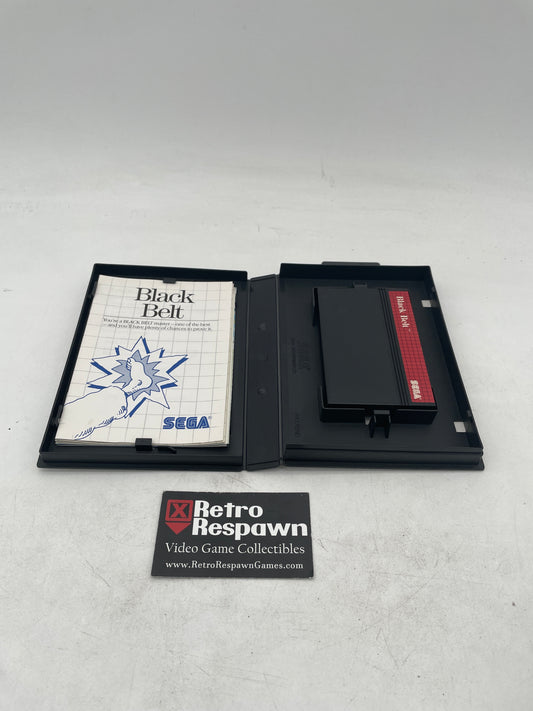 Black
Belt
You're a BLACK BELT master—one of the best
and you'll have plenty of chances to prove it.
SEGA
Black Belt™
SEGA
X Retro
Respawn
Video Game Collectibles
www.RetroRespawnGames.com